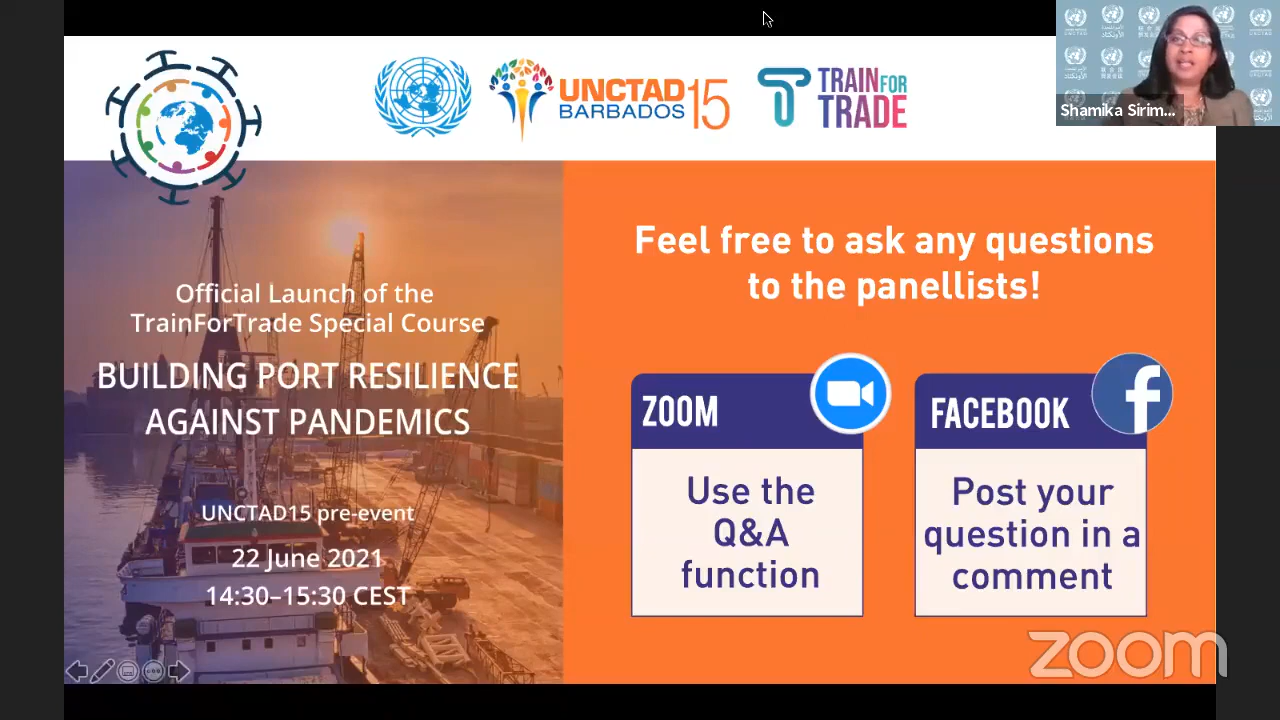 UNCTAD
BARBADOS
15
TRAIN FOR
TRADE
Shamika Sirim...
Official Launch of the
TrainForTrade Special Course
BUILDING PORT RESILIENCE
AGAINST PANDEMICS
UNCTAD15 pre-event
22 June 2021
14:30–15:30 CEST
Feel free to ask any questions
to the panellists!
ZOOM
Use the
Q&A
function
FACEBOOK
Post your
question in a
comment
zoom